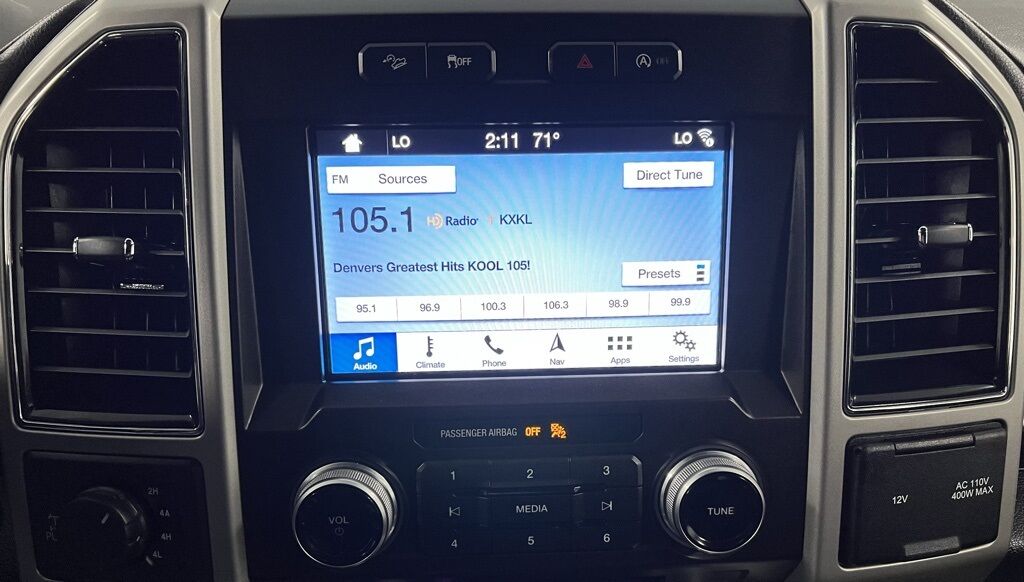 OFF
A OFF
LO 2:11 71° LO
FM Sources
Direct Tune
105.1 HD Radio 1 KXKL
Denvers Greatest Hits KOOL 105!
Presets
95.1 96.9 100.3 106.3 98.9 99.9
Audio Climate Phone Nav Apps Settings
PASSENGER AIRBAG OFF 2
1 2 3
VOL
MEDIA
TUNE
4 5 6
2H
4A
4H
4L
12V
AC 110V
400W MAX